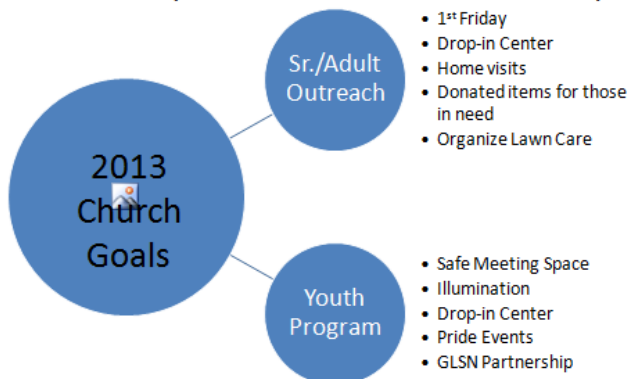 2013
Church
Goals
Sr./Adult
Outreach
• 1st Friday
• Drop-in Center
• Home visits
• Donated items for those
in need
• Organize Lawn Care
Youth
Program
• Safe Meeting Space
• Illumination
• Drop-in Center
• Pride Events
• GLSN Partnership